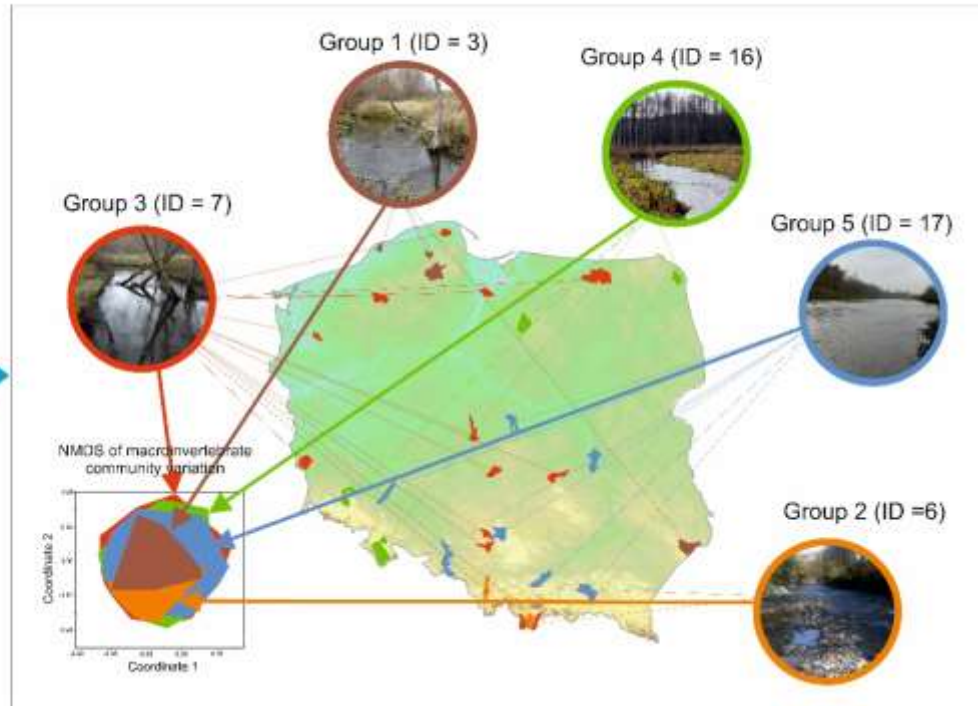 Group 1 (ID = 3)
Group 4 (ID = 16)
Group 3 (ID = 7)
Group 5 (ID = 17)
NMDS of macroinvertebrate
community variation
Group 2 (ID =6)
Coordinate 2
Coordinate 1